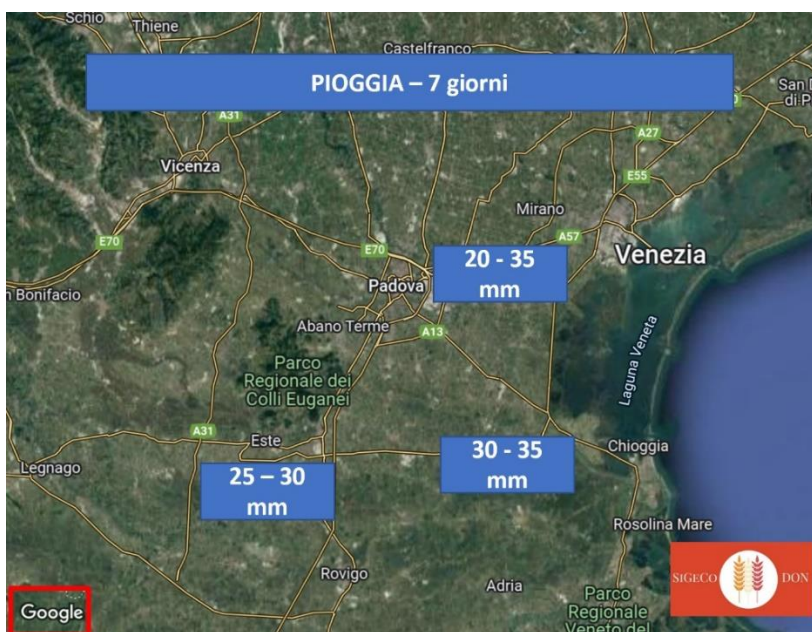 Schio
Thiene
Castelfranco
PIOGGIA – 7 giorni
San D
di P
A31
A27
Vicenza
E55
Mirano
E70
E70
A57
Venezia
20 - 35
mm
Padova
n Bonifacio
Abano Terme
A13
Laguna Veneta
Parco
Regionale dei
Colli Euganei
A31
Este
30 - 35
mm
Chioggia
Legnago
25 – 30
mm
Rosolina Mare
Rovigo
Adria
SIGECO
DON
Parco
Regionale
Veneto del
Google